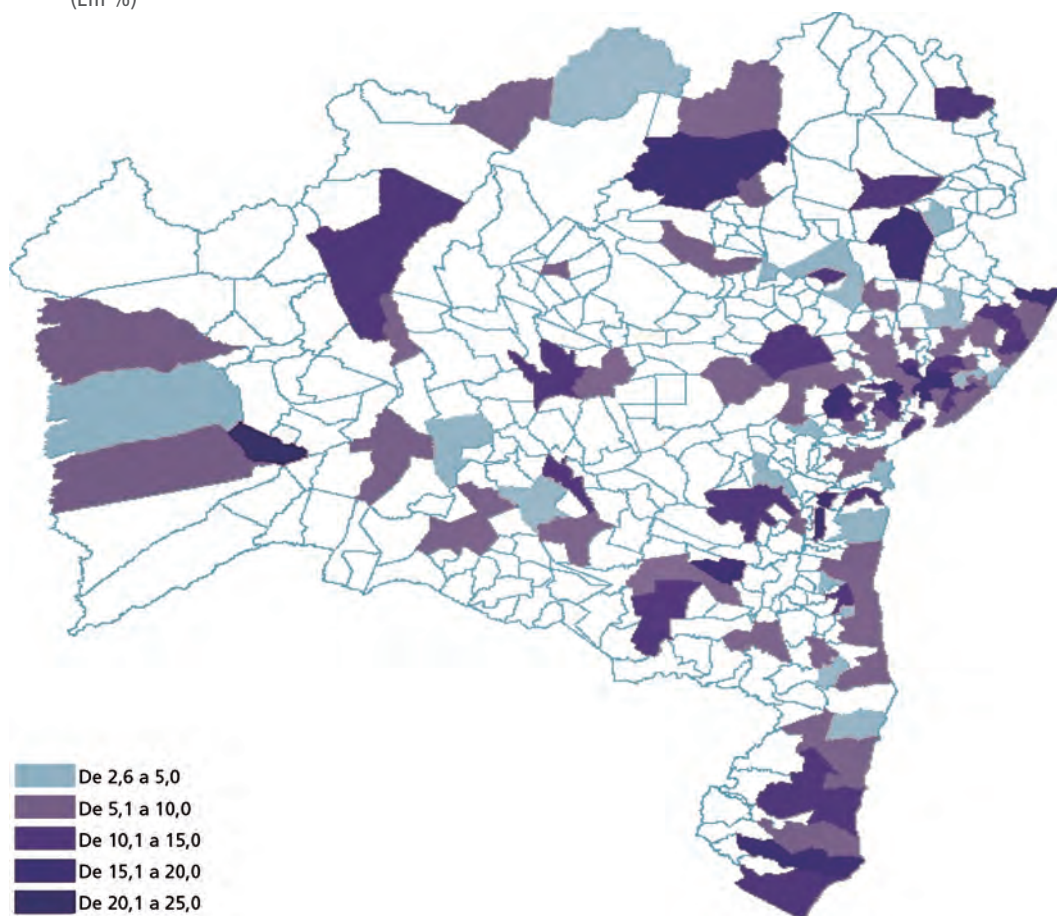 (Em %)
De 2,6 a 5,0
De 5,1 a 10,0
De 10,1 a 15,0
De 15,1 a 20,0
De 20,1 a 25,0